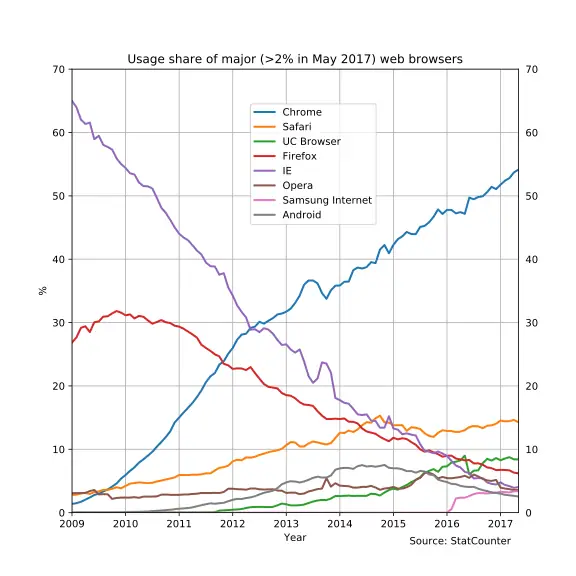 Usage share of major (>2% in May 2017) web browsers
70 70
60 60
50 50
40 40
30 30
20 20
10 10
0 0
%
Chrome
Safari
UC Browser
Firefox
IE
Opera
Samsung Internet
Android
2009 2010 2011 2012 2013 2014 2015 2016 2017
Year
Source: StatCounter